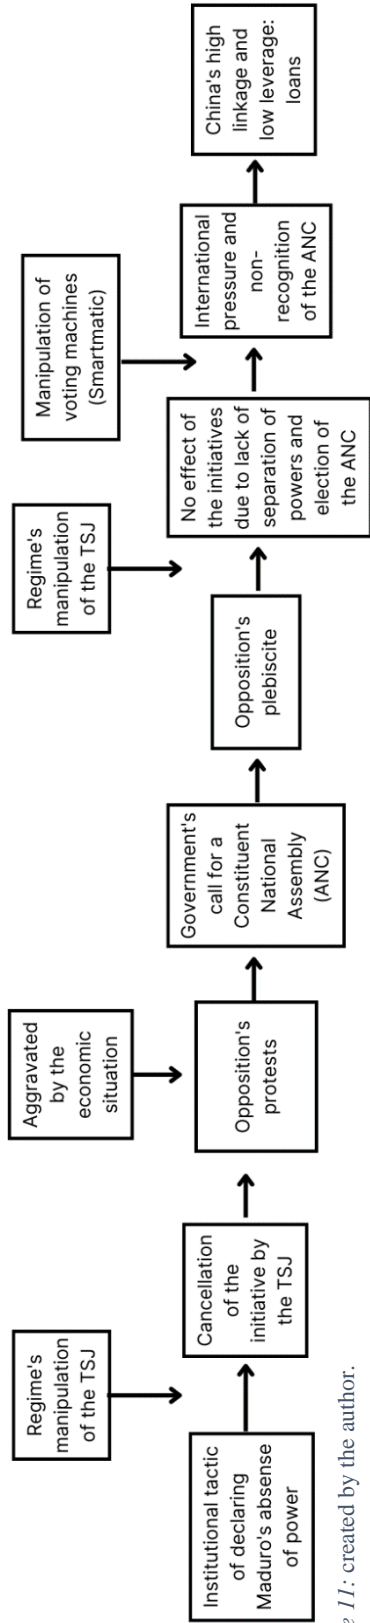 Regime's
manipulation
of the TSJ
Aggravated
by the
economic
situation
Regime's
manipulation
of the TSJ
Manipulation of
voting machines
(Smartmatic)
Institutional tactic
of declaring
Maduro's absense
of power
Cancellation
of the
initiative by
the TSJ
Opposition's
protests
Government's
call for a
Constituent
National
Assembly
(ANC)
Opposition's
plebiscite
No effect of
the initiatives
due to lack of
separation of
powers and
election of
the ANC
International
pressure and
non-
recognition
of the ANC
China's high
linkage and
low leverage:
loans
11: created by the author.